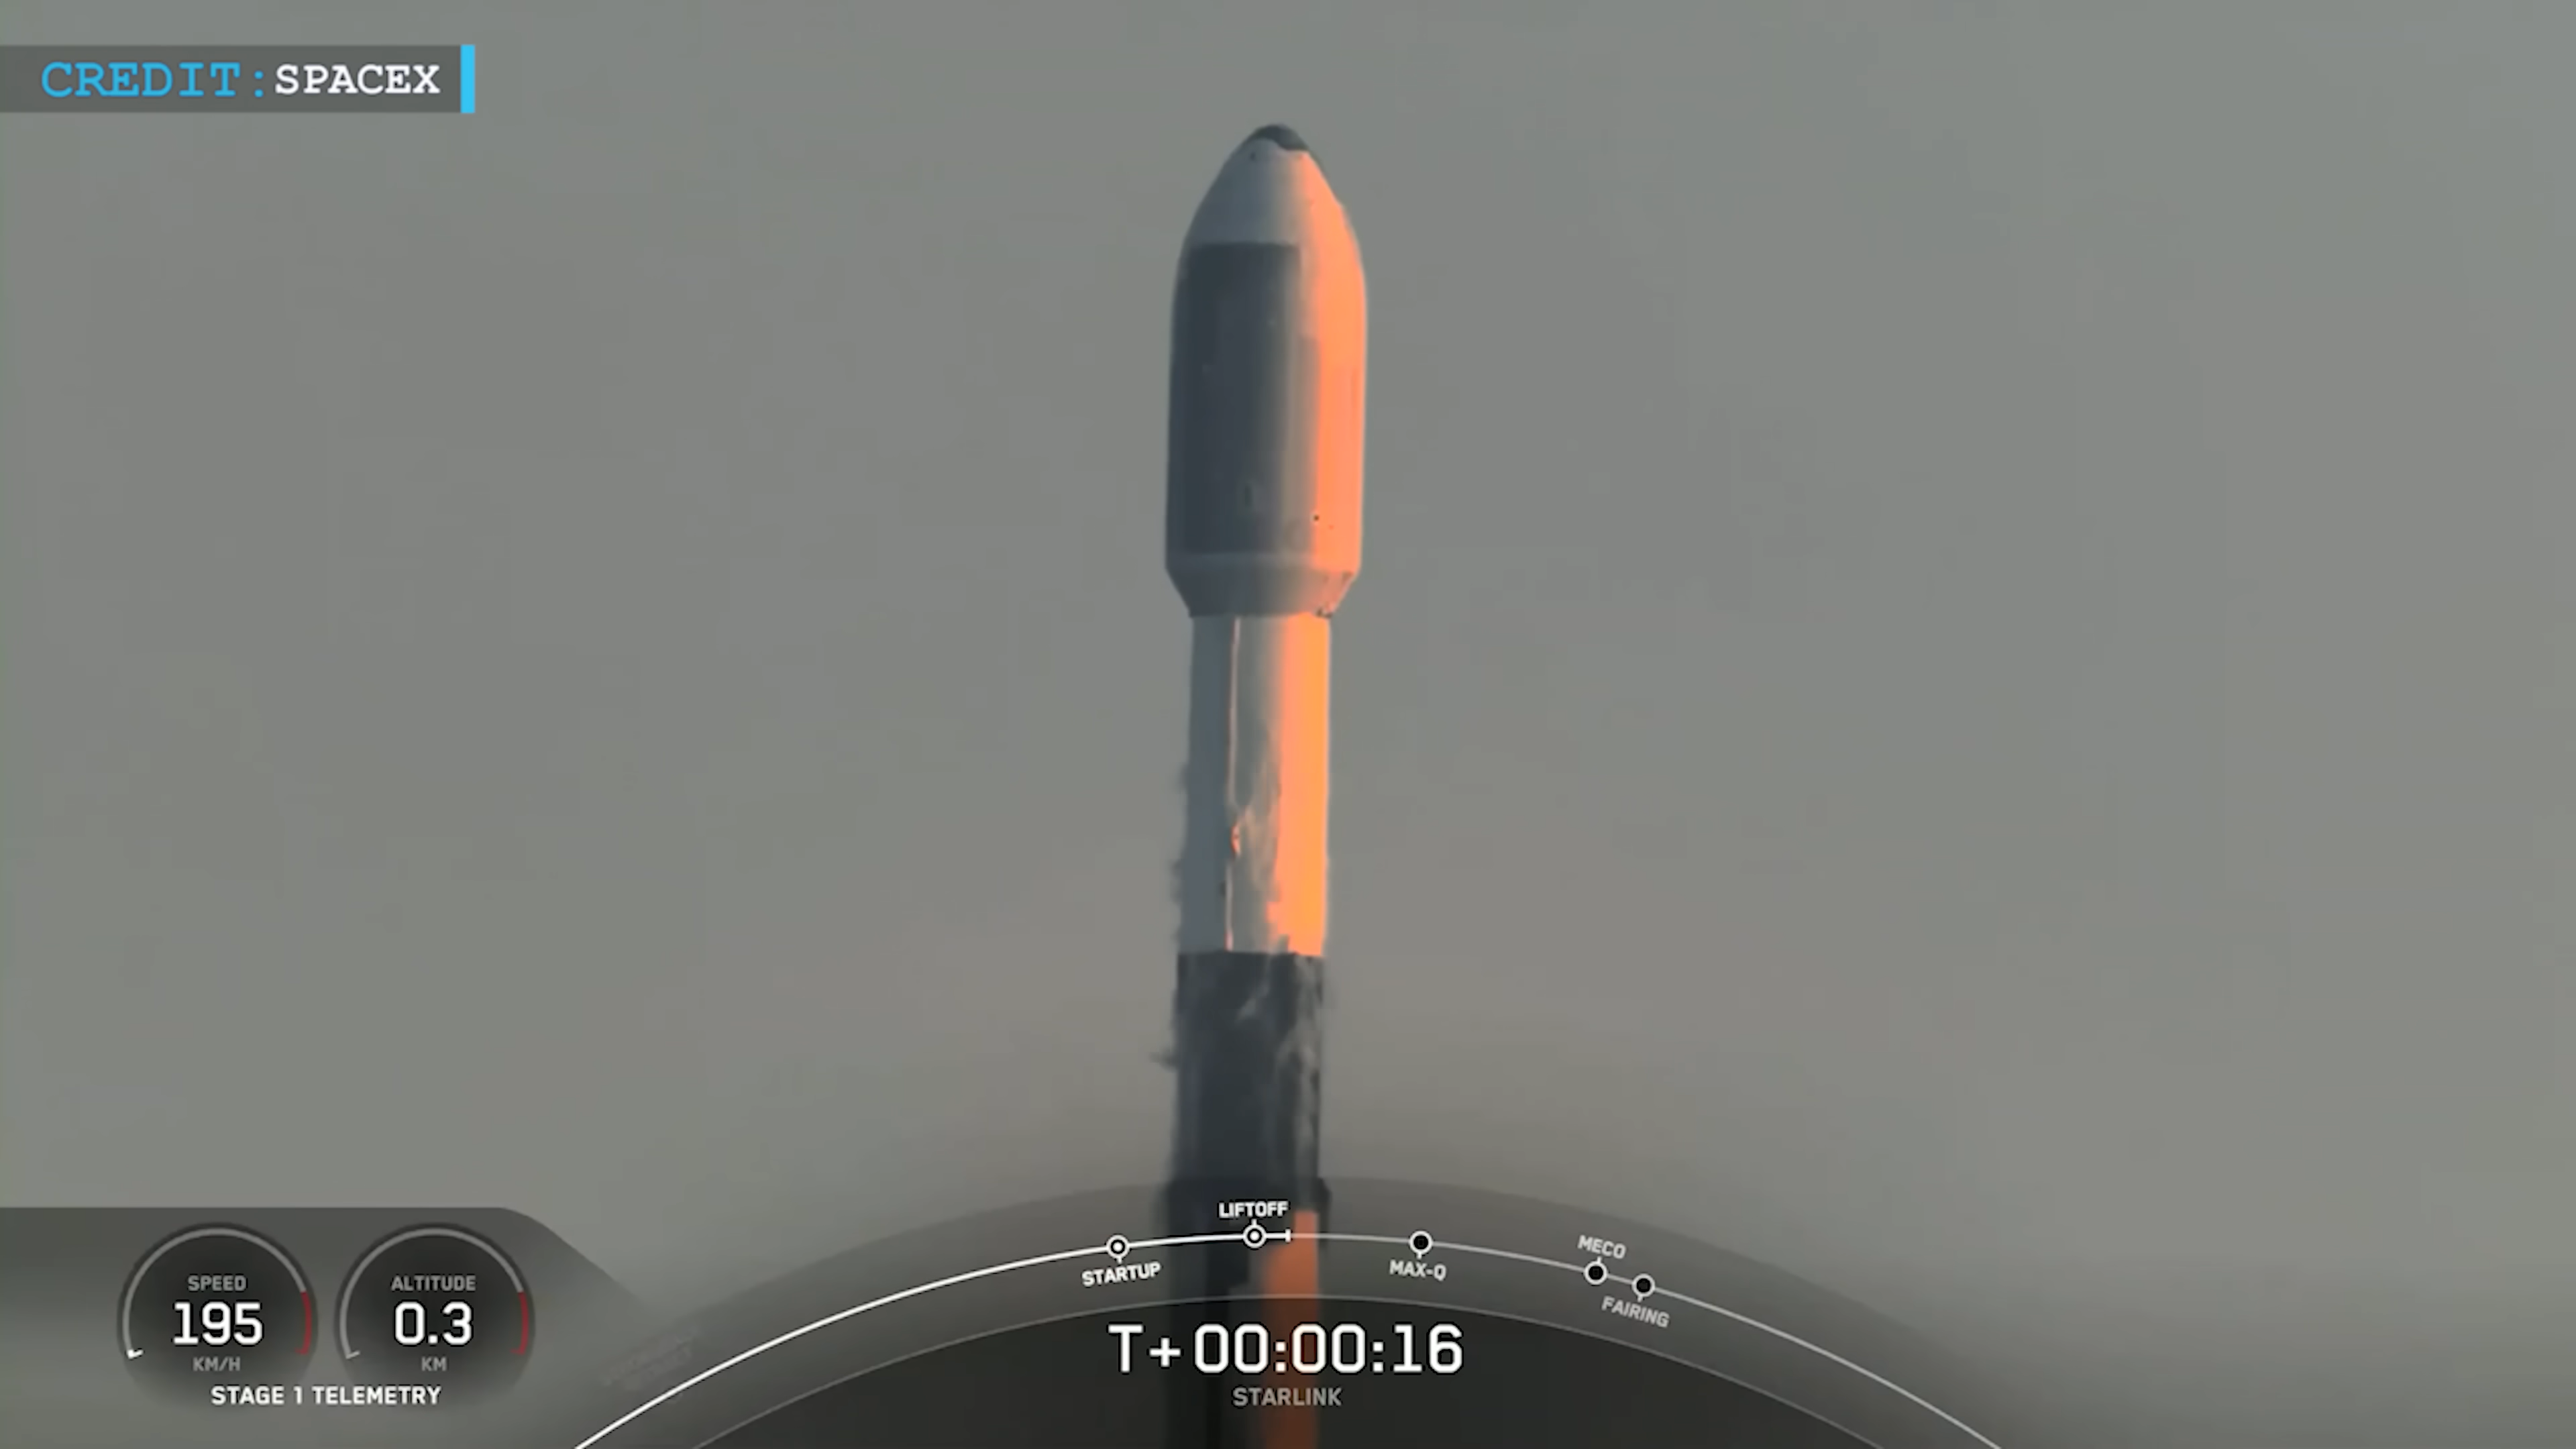 CREDIT: SPACEX
LIFTOFF
STARTUP
MAX-Q
MECO
FAIRING
SPEED
195
KM/H
ALTITUDE
0.3
KM
STAGE 1 TELEMETRY
T+00:00:16
STARLINK